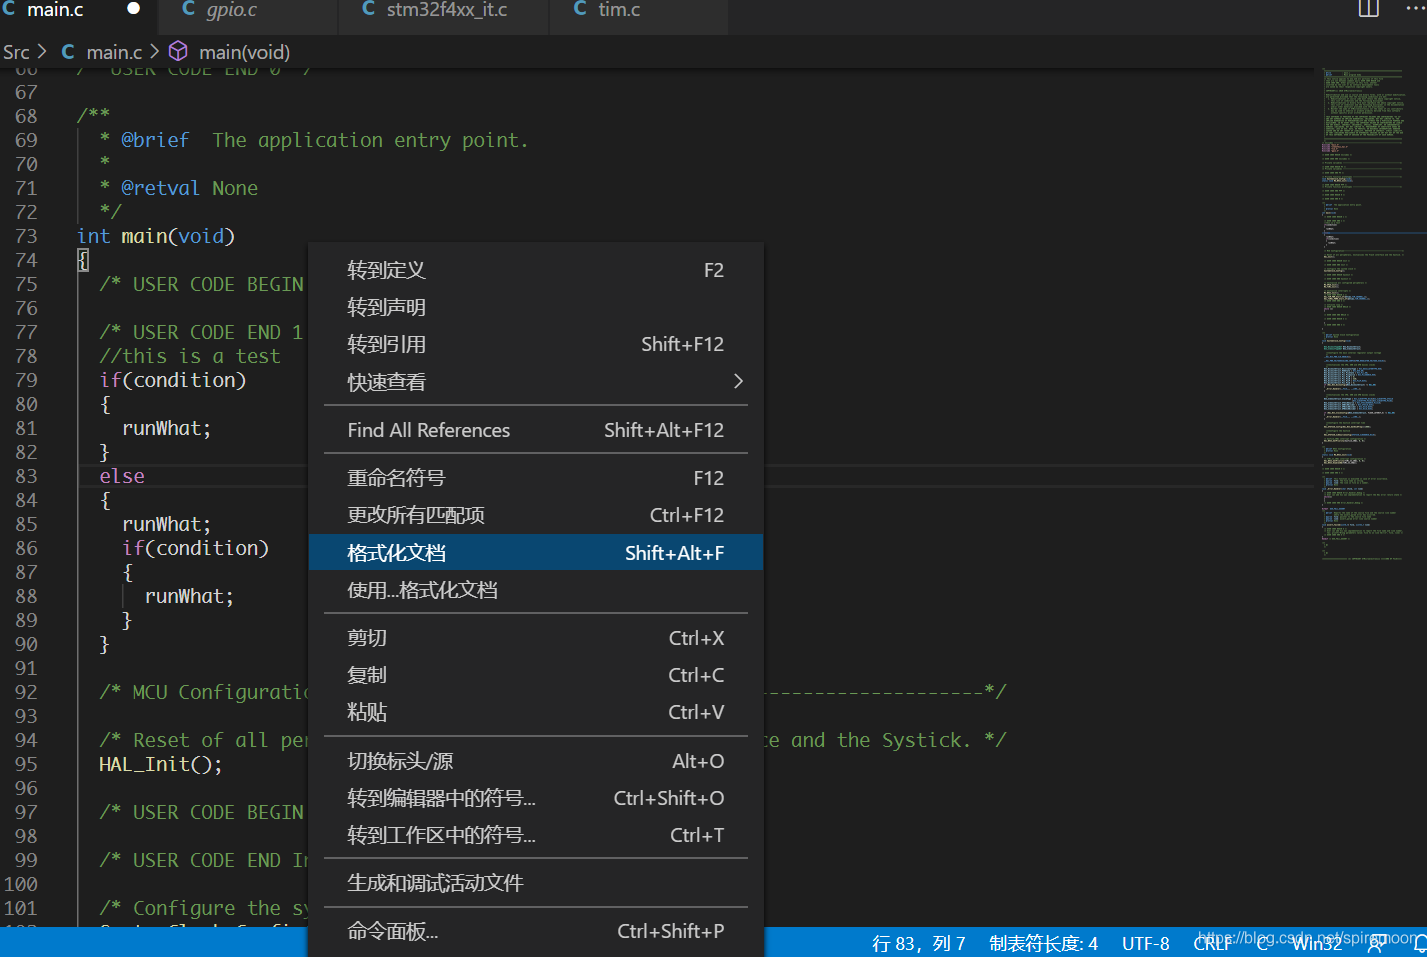 main.c
gpio.c
stm32f4xx_it.c
tim.c
Src > main.c > main(void)
66 /* USER CODE END 0 */
67
68 /**
69 * @brief  The application entry point.
70 *
71 * @retval None
72 */
73 int main(void)
74 {
75 /* USER CODE BEGIN
76
77 /* USER CODE END 1
78 //this is a test
79 if(condition)
80 {
81 runWhat;
82 }
83 else
84 {
85 runWhat;
86 if(condition)
87 {
88 runWhat;
89 }
90 }
91
92 /* MCU Configuratio --------------------*/
93
94 /* Reset of all per ce and the Systick. */
95 HAL_Init();
96
97 /* USER CODE BEGIN
98
99 /* USER CODE END In
100
101 /* Configure the sy
转到定义 F2
转到声明
转到引用 Shift+F12
快速查看
Find All References Shift+Alt+F12
重命名符号 F12
更改所有匹配项 Ctrl+F12
格式化文档 Shift+Alt+F
使用...格式化文档
剪切 Ctrl+X
复制 Ctrl+C
粘贴 Ctrl+V
切换标头/源 Alt+O
转到编辑器中的符号... Ctrl+Shift+O
转到工作区中的符号... Ctrl+T
生成和调试活动文件
命令面板... Ctrl+Shift+P
行 83，列 7 制表符长度: 4 UTF-8 CRLF C Win32
https://blog.csdn.net/spiremoon